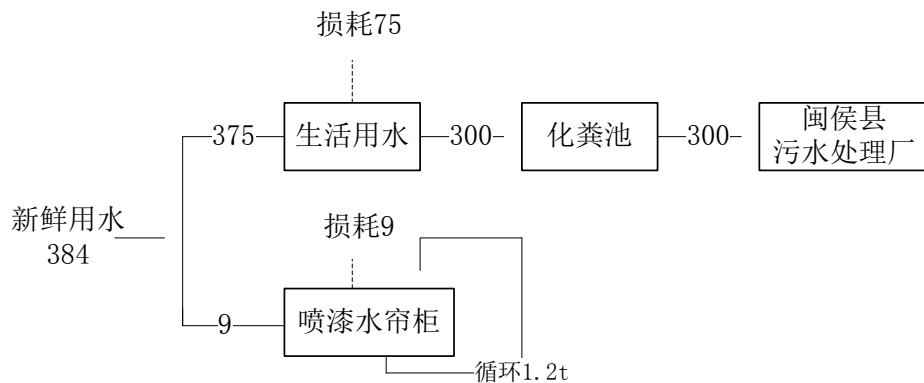 损耗75
375
生活用水
300
化粪池
300
闽侯县
污水处理厂
新鲜用水
384
损耗9
9
喷漆水帘柜
循环1.2t